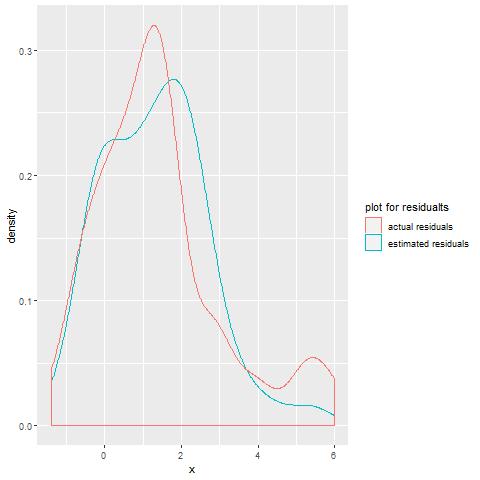 0.3
0.2
0.1
0.0
density
0
2
4
6
x
plot for residualts
actual residuals
estimated residuals